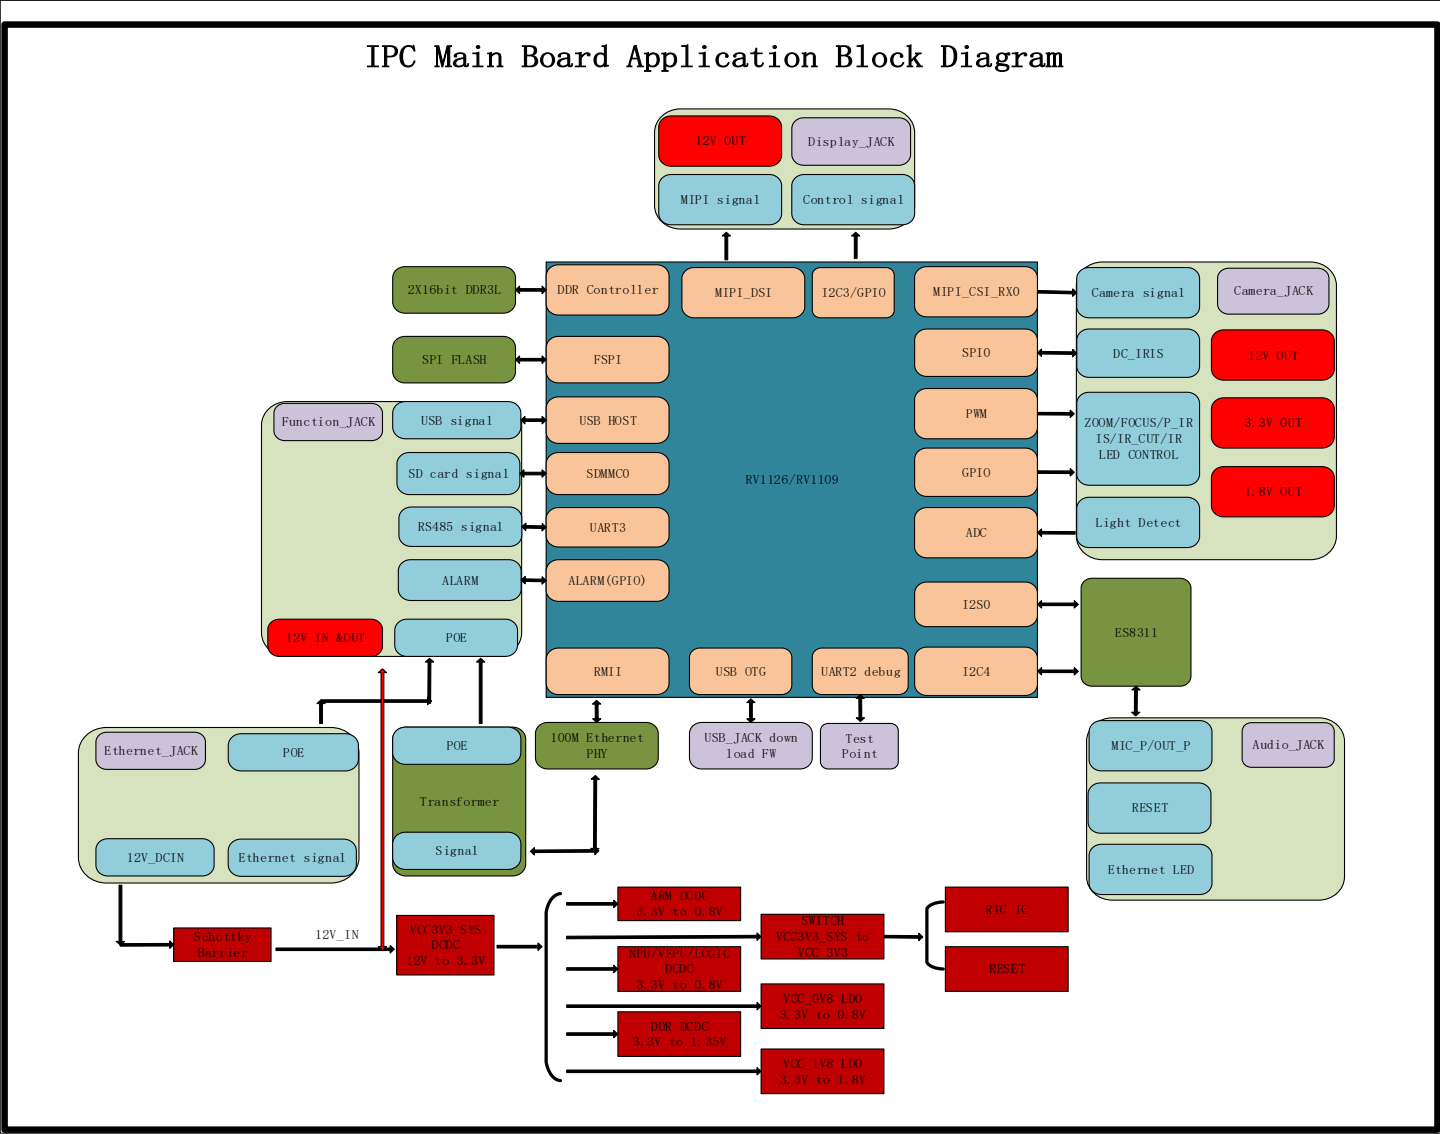 IPC Main Board Application Block Diagram
12V OUT
Display_JACK
MIPI signal
Control signal
2X16bit DDR3L
DDR Controller
MIPI_DSI
I2C3/GPIO
MIPI_CSI_RX0
Camera signal
Camera_JACK
SPI FLASH
FSPI
SPI0
DC_IRIS
12V OUT
Function_JACK
USB signal
USB HOST
PWM
ZOOM/FOCUS/P_IR
IS/IR_CUT/IR
LED CONTROL
3.3V OUT
SD card signal
SDMMC0
RV1126/RV1109
GPIO
1.8V OUT
RS485 signal
UART3
ADC
Light Detect
ALARM
ALARM(GPIO)
I2S0
ES8311
12V IN &OUT
POE
RMII
USB OTG
UART2 debug
I2C4
Ethernet_JACK
POE
POE
100M Ethernet
PHY
USB_JACK down
load FW
Test
Point
MIC_P/OUT_P
Audio_JACK
Transformer
RESET
12V_DCIN
Ethernet signal
Signal
Ethernet LED
Schottky
Barrier
12V_IN
VCC3V3_SYS
DCDC
12V to 3.3V
ARM DCDC
3.3V to 0.8V
SWITCH
VCC3V3_SYS to
VCC_3V3
RTC IC
NPU/VEPU/LOGIC
DCDC
3.3V to 0.8V
RESET
VCC_0V8 LDO
3.3V to 0.8V
DDR DCDC
3.3V to 1.35V
VCC_1V8 LDO
3.3V to 1.8V